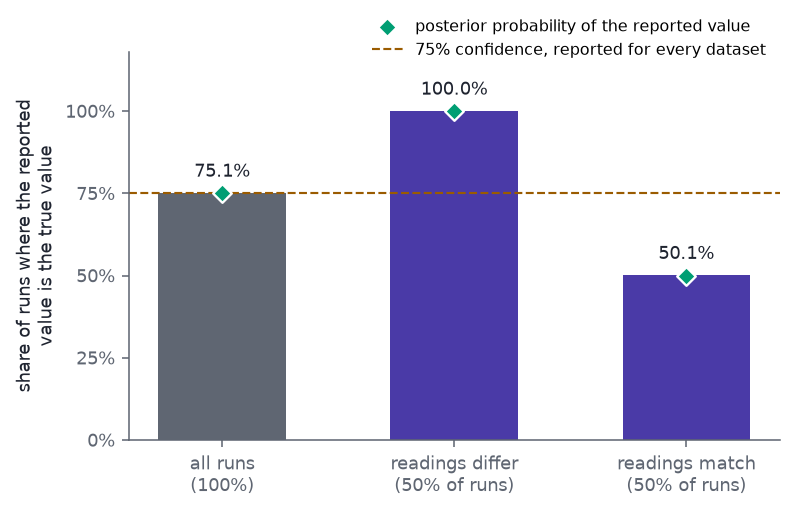 posterior probability of the reported value
75% confidence, reported for every dataset
share of runs where the reported
value is the true value
100%
75%
50%
25%
0%
75.1%
100.0%
50.1%
all runs
(100%)
readings differ
(50% of runs)
readings match
(50% of runs)